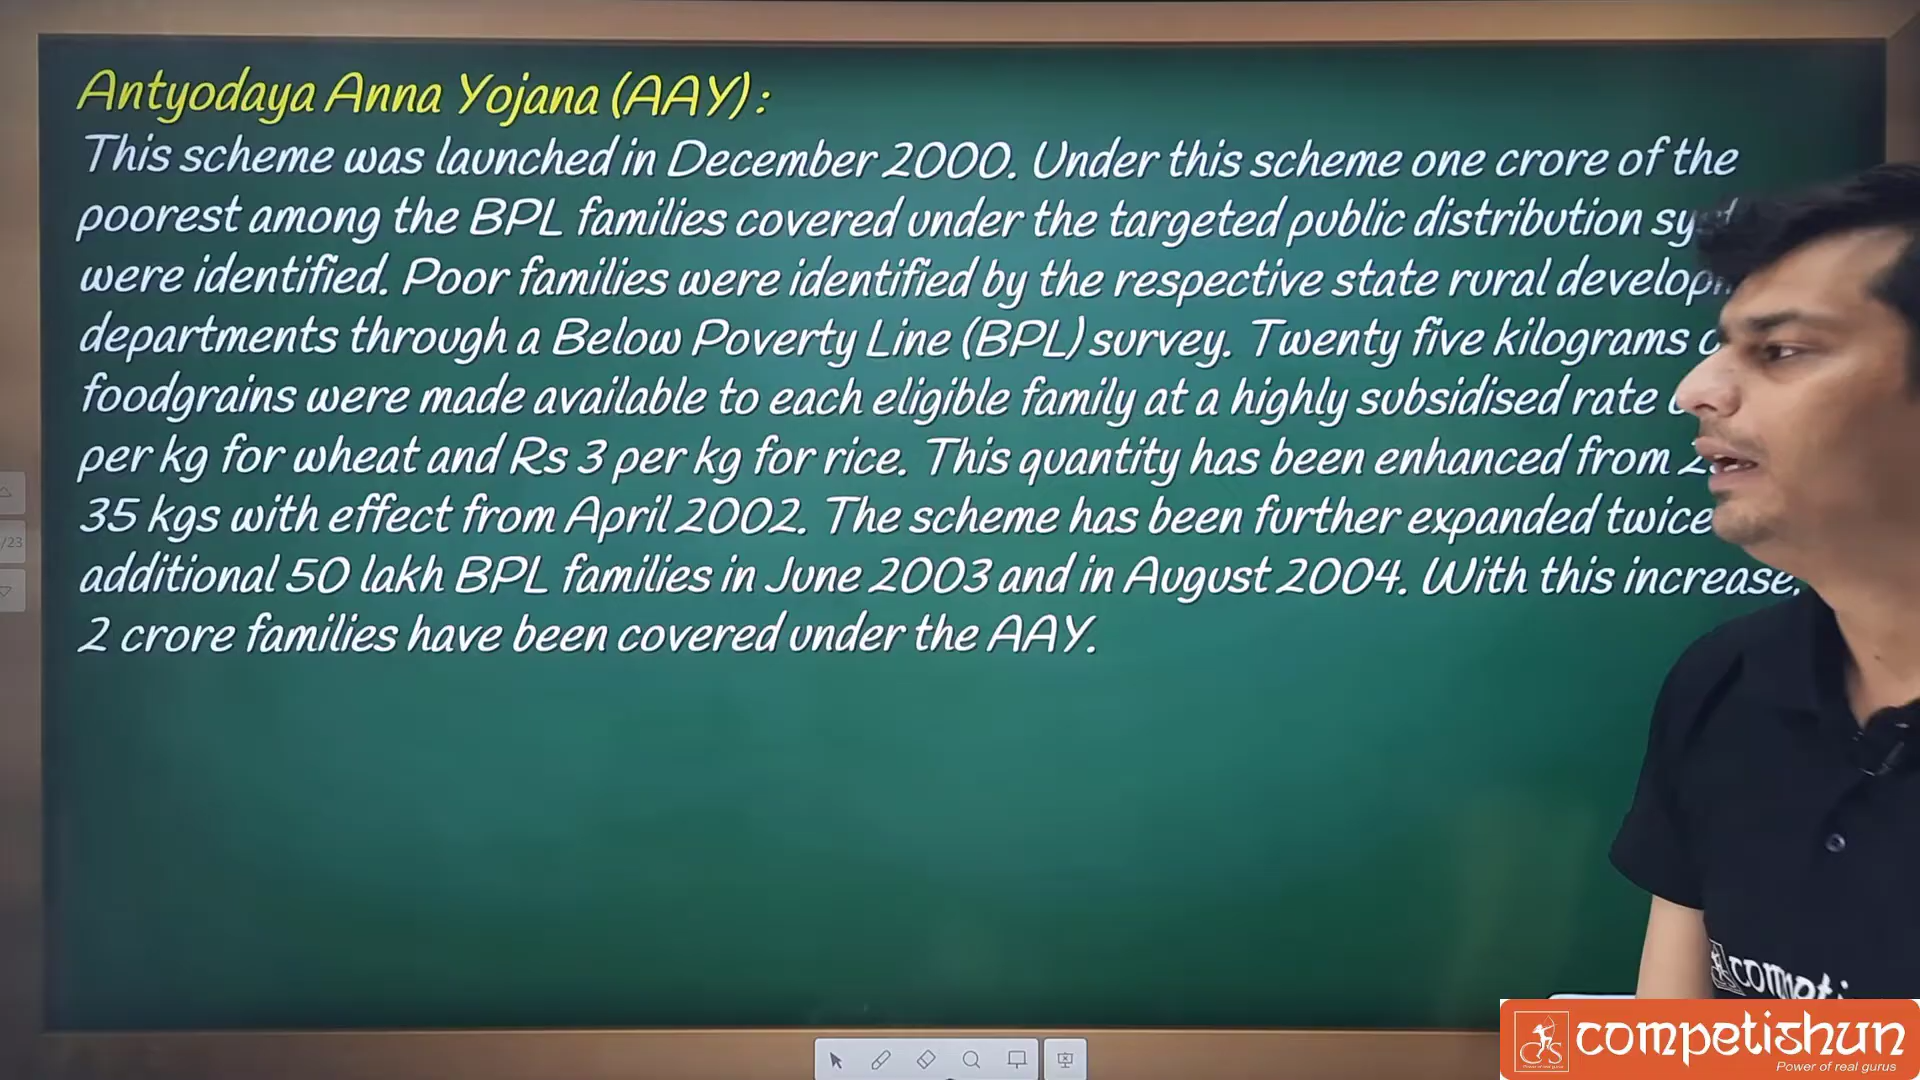 Antyodaya Anna Yojana (AAY) :
This scheme was launched in December 2000. Under this scheme one crore of the
poorest among the BPL families covered under the targeted public distribution
were identified. Poor families were identified by the respective state rural
departments through a Below Poverty Line (BPL) survey. Twenty five kilograms
foodgrains were made available to each eligible family at a highly subsidised rate
per kg for wheat and Rs 3 per kg for rice. This quantity has been enhanced from
35 kgs with effect from April 2002. The scheme has been further expanded twice
additional 50 lakh BPL families in June 2003 and in August 2004. With this increase,
2 crore families have been covered under the AAY.
/23
competishun
Power of real gurus